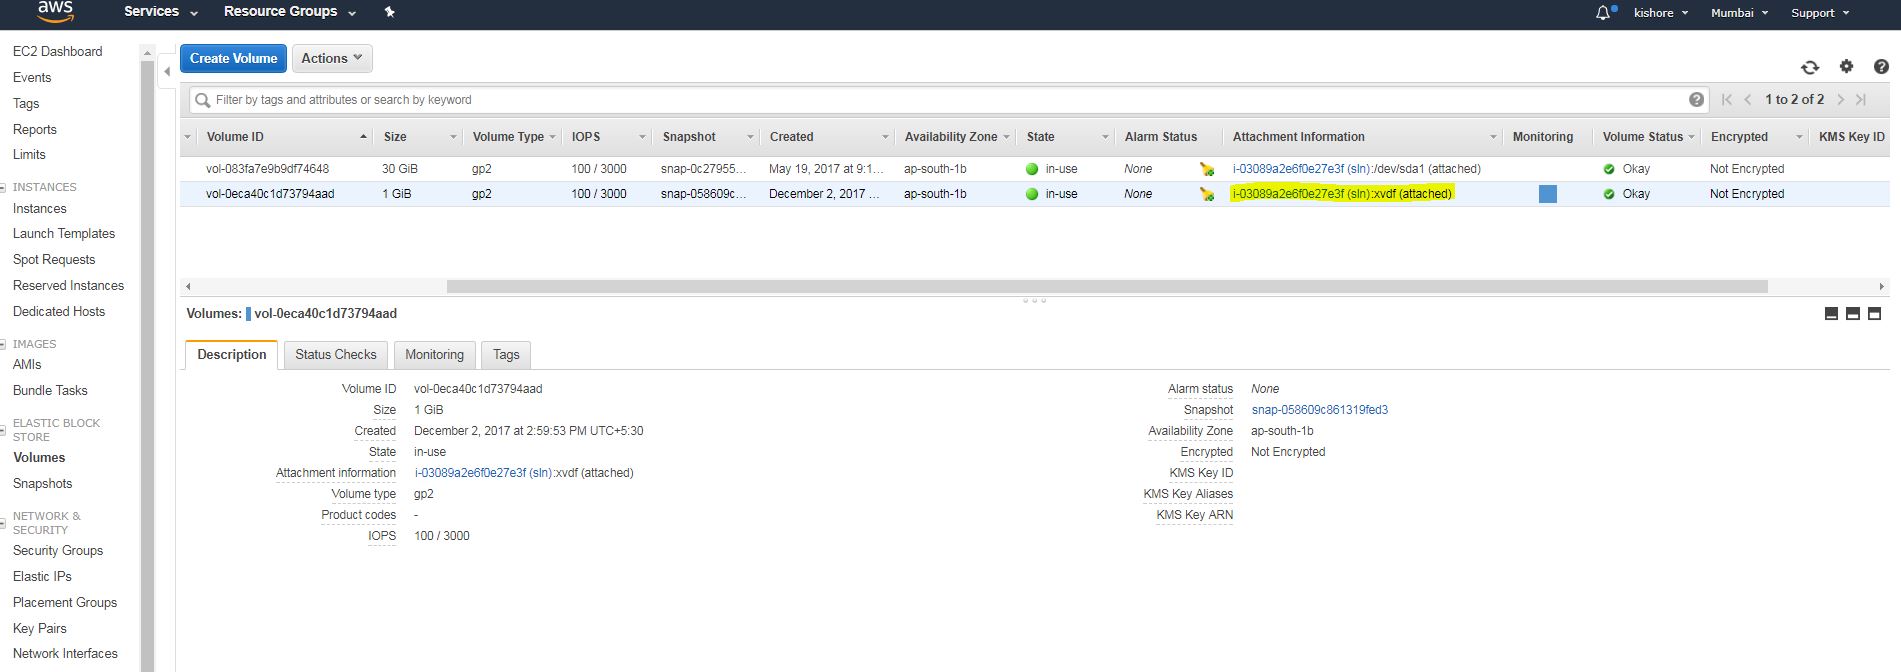 aws Services Resource Groups kishore Mumbai Support
EC2 Dashboard
Events
Tags
Reports
Limits
INSTANCES
Instances
Launch Templates
Spot Requests
Reserved Instances
Dedicated Hosts
IMAGES
AMIs
Bundle Tasks
ELASTIC BLOCK
STORE
Volumes
Snapshots
NETWORK &
SECURITY
Security Groups
Elastic IPs
Placement Groups
Key Pairs
Network Interfaces
Create Volume Actions
Filter by tags and attributes or search by keyword 1 to 2 of 2
Volume ID Size Volume Type IOPS Snapshot Created Availability Zone State Alarm Status Attachment Information Monitoring Volume Status Encrypted KMS Key ID
vol-083fa7e9b9df74648 30 GiB gp2 100 / 3000 snap-0c27955... May 19, 2017 at 9:1... ap-south-1b in-use None i-03089a2e6f0e27e3f (sln):/dev/sda1 (attached) Okay Not Encrypted
vol-0eca40c1d73794aad 1 GiB gp2 100 / 3000 snap-058609c... December 2, 2017 ... ap-south-1b in-use None i-03089a2e6f0e27e3f (sln):xvdf (attached) Okay Not Encrypted
Volumes: vol-0eca40c1d73794aad
Description Status Checks Monitoring Tags
Volume ID vol-0eca40c1d73794aad
Size 1 GiB
Created December 2, 2017 at 2:59:53 PM UTC+5:30
State in-use
Attachment information i-03089a2e6f0e27e3f (sln):xvdf (attached)
Volume type gp2
Product codes -
IOPS 100 / 3000
Alarm status None
Snapshot snap-058609c861319fed3
Availability Zone ap-south-1b
Encrypted Not Encrypted
KMS Key ID
KMS Key Aliases
KMS Key ARN